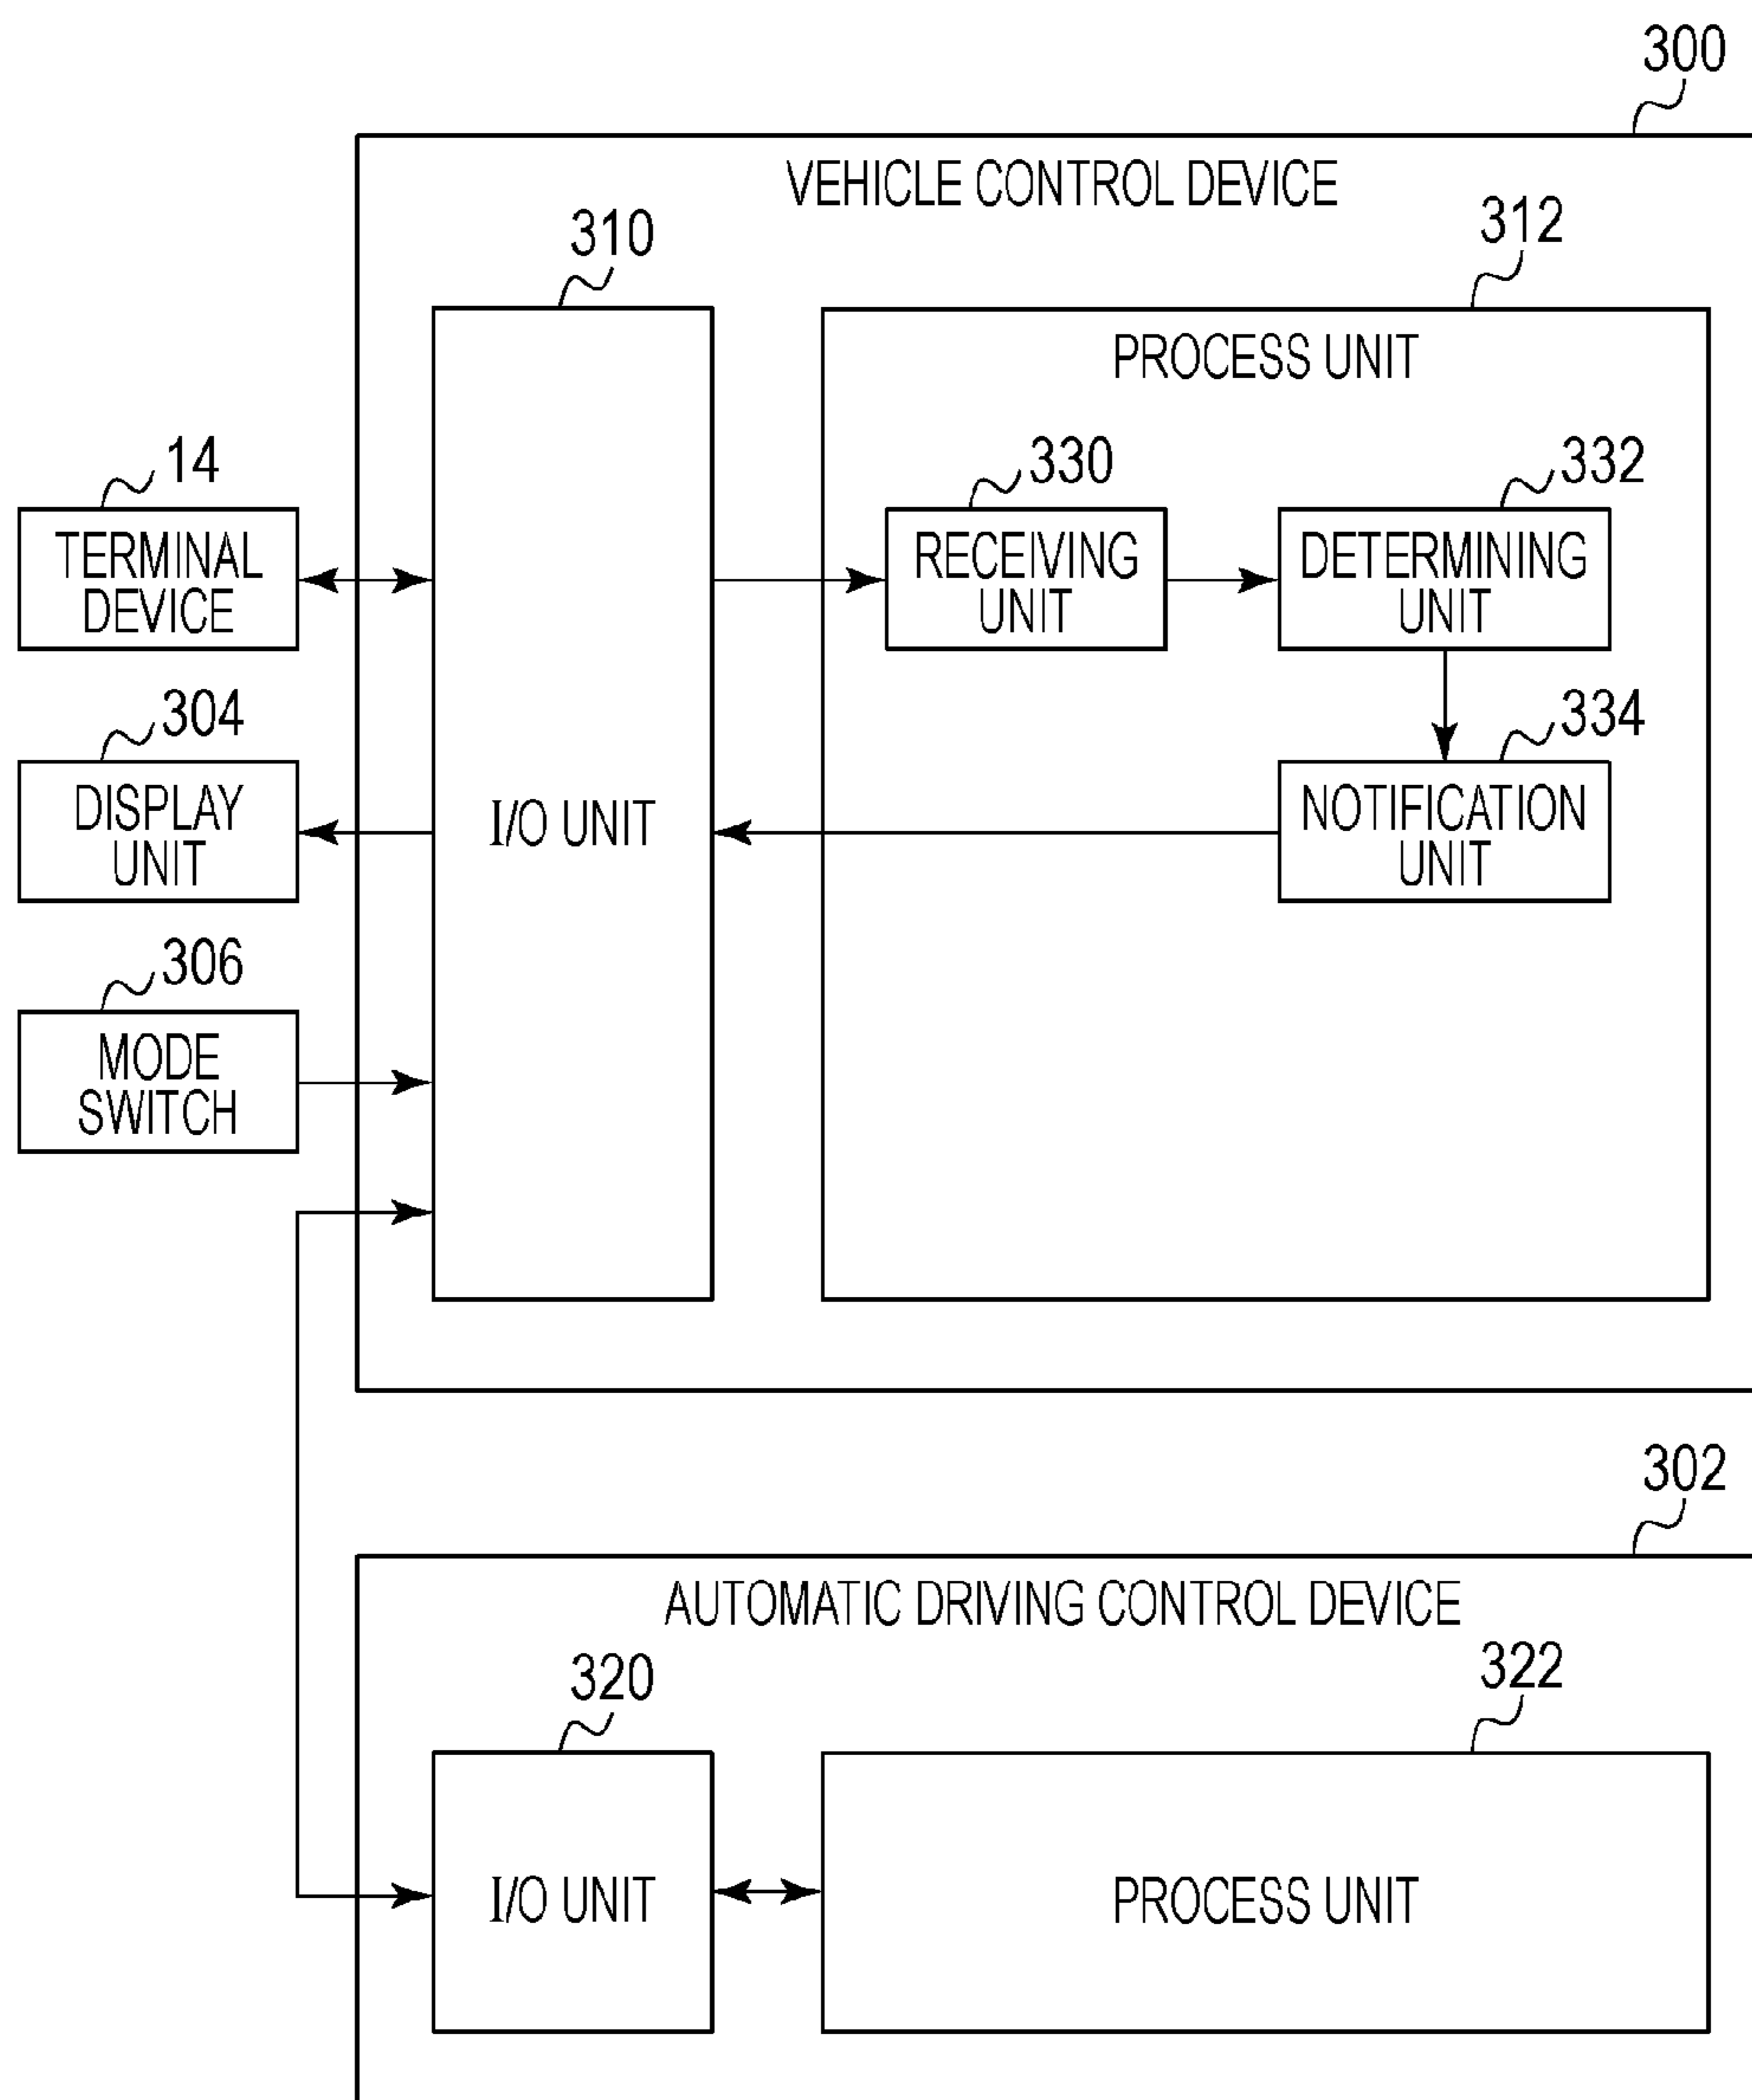 300
VEHICLE CONTROL DEVICE
310
312
PROCESS UNIT
14
TERMINAL
DEVICE
330
RECEIVING
UNIT
332
DETERMINING
UNIT
304
DISPLAY
UNIT
I/O UNIT
334
NOTIFICATION
UNIT
306
MODE
SWITCH
302
AUTOMATIC DRIVING CONTROL DEVICE
320
322
I/O UNIT
PROCESS UNIT